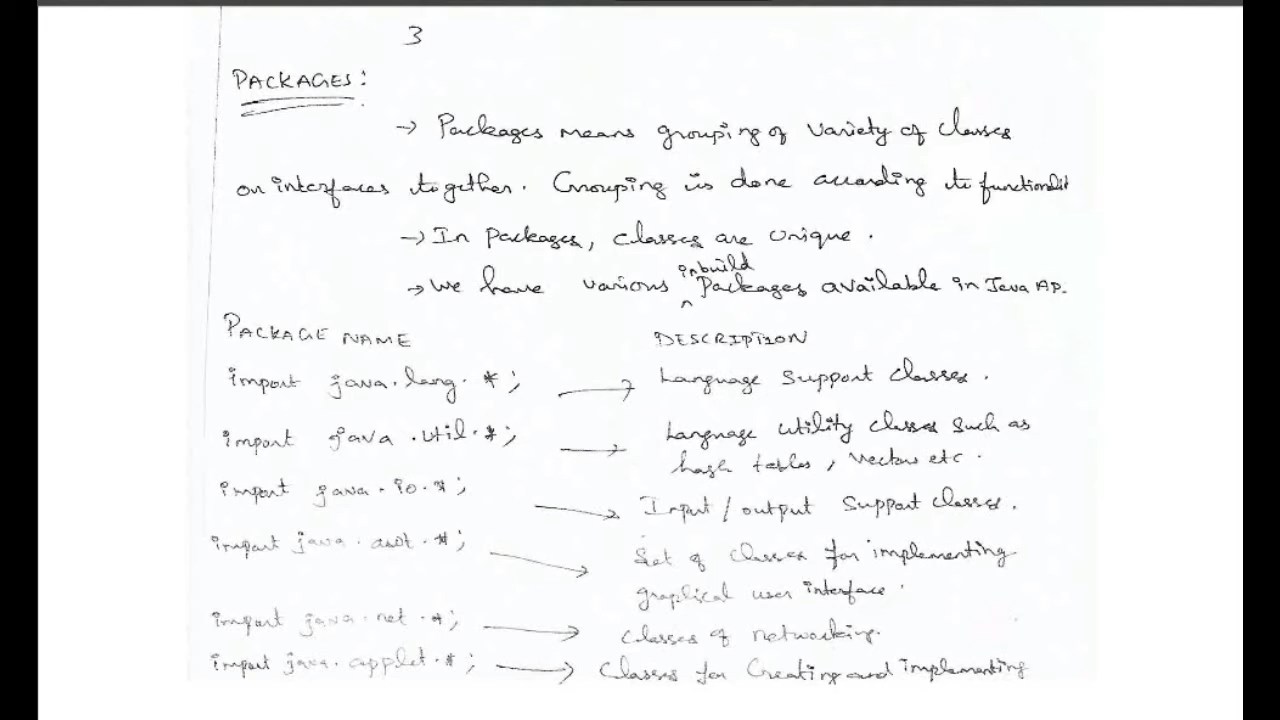 3
PACKAGES:
→ Packages means grouping of variety of classes
or interfaces together. Grouping is done according to functionalit
→ In packages, classes are unique.
→ We have various inbuild packages available in Java AP.
PACKAGE NAME DESCRIPTION
import java.lang.*; → Language Support classes.
import java.util.*; → Language utility classes such as
hash tables, vectors etc.
import java.io.*; → Input/output Support classes.
import java.awt.*; → Set of classes for implementing
graphical user interface.
import java.net.*; → classes of networking.
import java.applet.*; → Classes for Creating and implementing